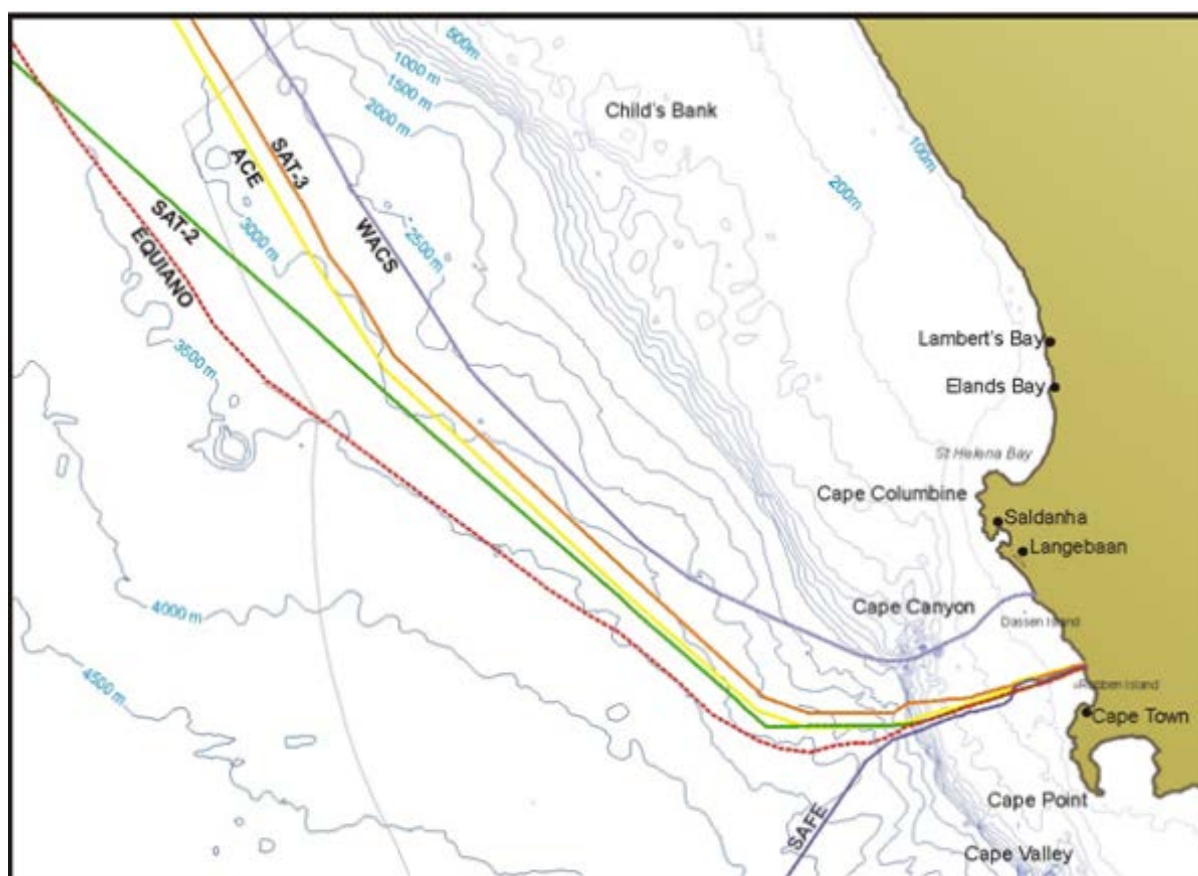 500m
1000 m
1500 m
2000 m
Child's Bank
100m
200m
SAT-3
ACE
SAT-2
WACS
2500 m
3000 m
EQUIANO
3500 m
Lambert's Bay
Elands Bay
St Helena Bay
Cape Columbine
Saldanha
Langebaan
4000 m
Cape Canyon
Dassen Island
4500 m
Robben Island
Cape Town
Cape Point
SAFE
Cape Valley